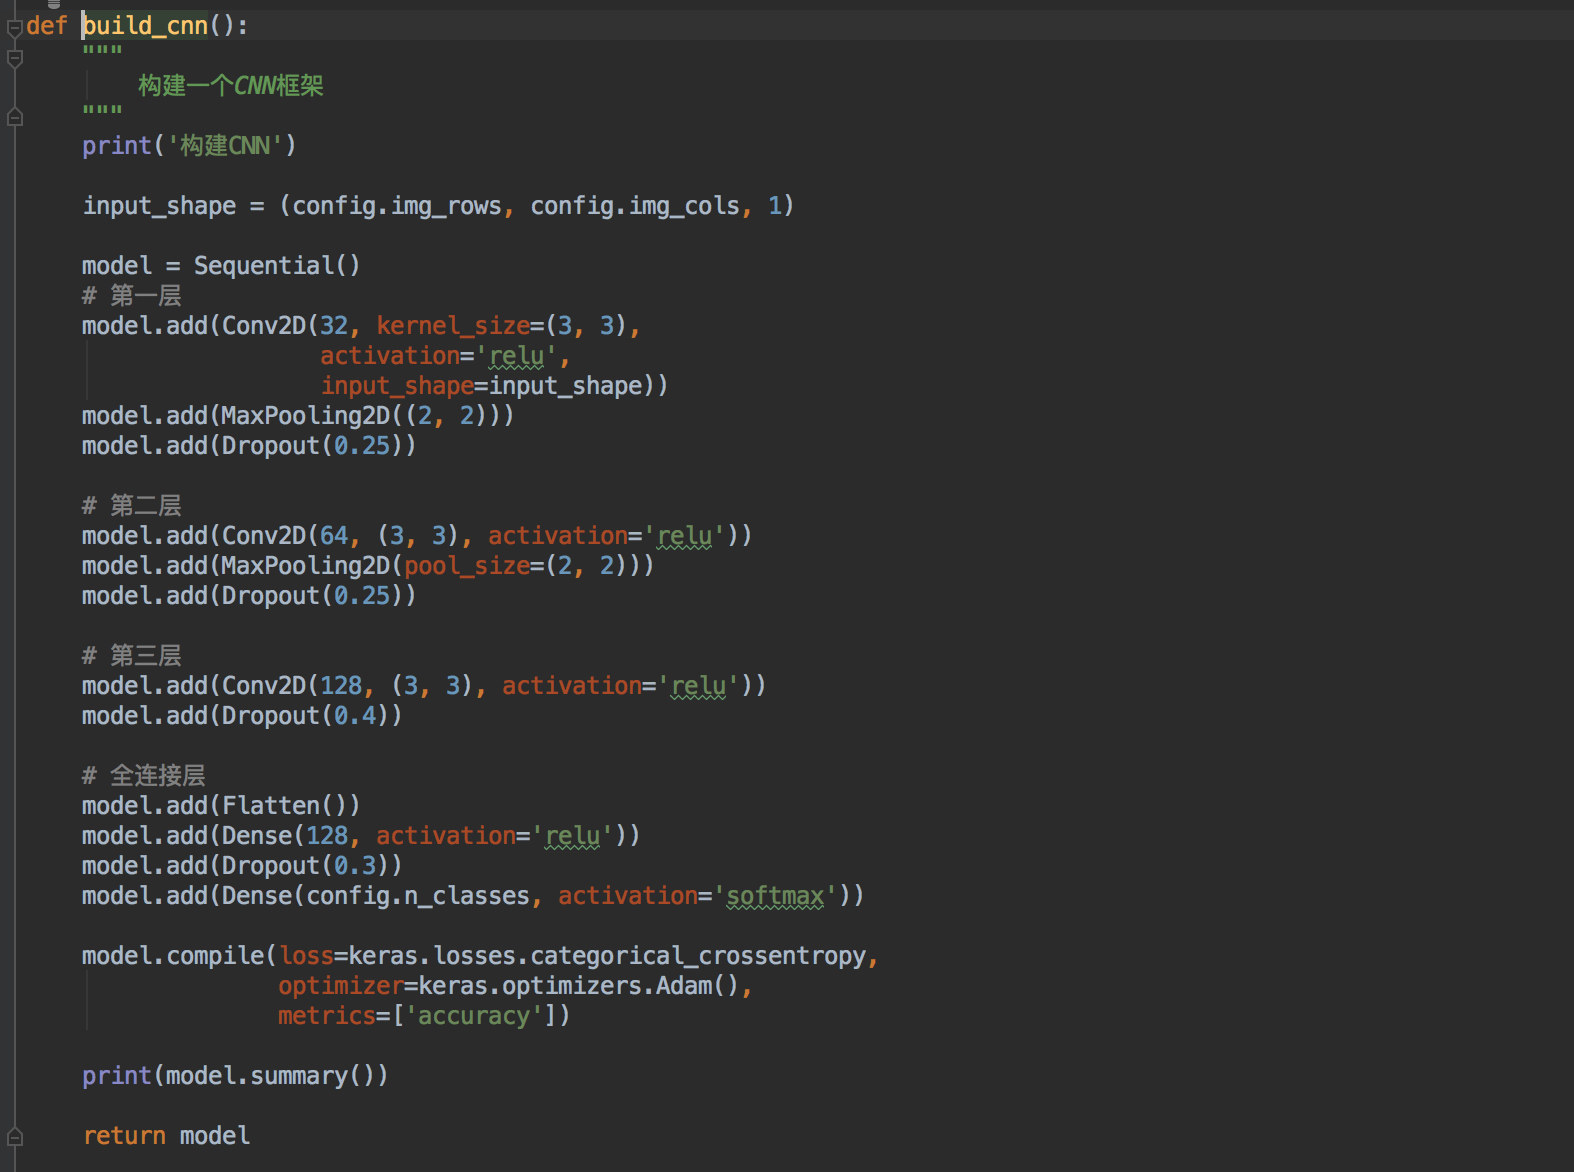 def build_cnn():
"""
构建一个CNN框架
"""
print('构建CNN')
input_shape = (config.img_rows, config.img_cols, 1)
model = Sequential()
# 第一层
model.add(Conv2D(32, kernel_size=(3, 3),
activation='relu',
input_shape=input_shape))
model.add(MaxPooling2D((2, 2)))
model.add(Dropout(0.25))
# 第二层
model.add(Conv2D(64, (3, 3), activation='relu'))
model.add(MaxPooling2D(pool_size=(2, 2)))
model.add(Dropout(0.25))
# 第三层
model.add(Conv2D(128, (3, 3), activation='relu'))
model.add(Dropout(0.4))
# 全连接层
model.add(Flatten())
model.add(Dense(128, activation='relu'))
model.add(Dropout(0.3))
model.add(Dense(config.n_classes, activation='softmax'))
model.compile(loss=keras.losses.categorical_crossentropy,
optimizer=keras.optimizers.Adam(),
metrics=['accuracy'])
print(model.summary())
return model